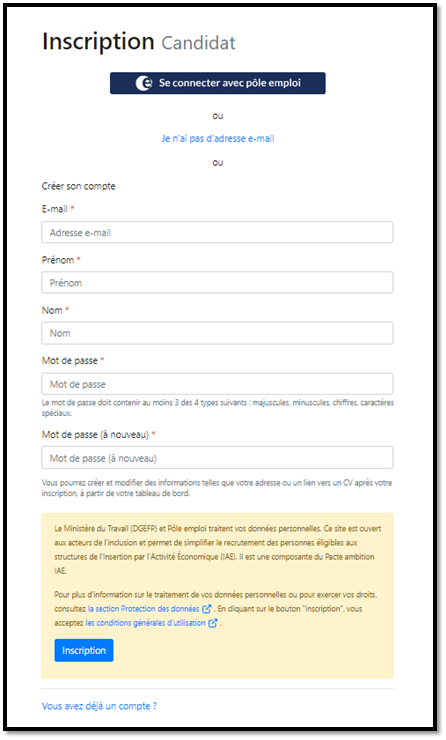 Inscription Candidat
Se connecter avec pôle emploi
ou
Je n'ai pas d'adresse e-mail
ou
Créer son compte
E-mail *
Adresse e-mail
Prénom *
Prénom
Nom *
Nom
Mot de passe *
Mot de passe
Le mot de passe doit contenir au moins 3 des 4 types suivants : majuscules, minuscules, chiffres, caractères
spéciaux.
Mot de passe (à nouveau) *
Mot de passe (à nouveau)
Vous pourrez créer et modifier des informations telles que votre adresse ou un lien vers un CV après votre
inscription, à partir de votre tableau de bord.
Le Ministère du Travail (DGEFP) et Pôle emploi traitent vos données personnelles. Ce site est ouvert
aux acteurs de l'inclusion et permet de simplifier le recrutement des personnes éligibles aux
structures de l'Insertion par l'Activité Économique (IAE). Il est une composante du Pacte ambition
IAE.
Pour plus d'information sur le traitement de vos données personnelles ou pour exercer vos droits,
consultez la section Protection des données . En cliquant sur le bouton "Inscription", vous
acceptez les conditions générales d'utilisation .
Inscription
Vous avez déjà un compte ?